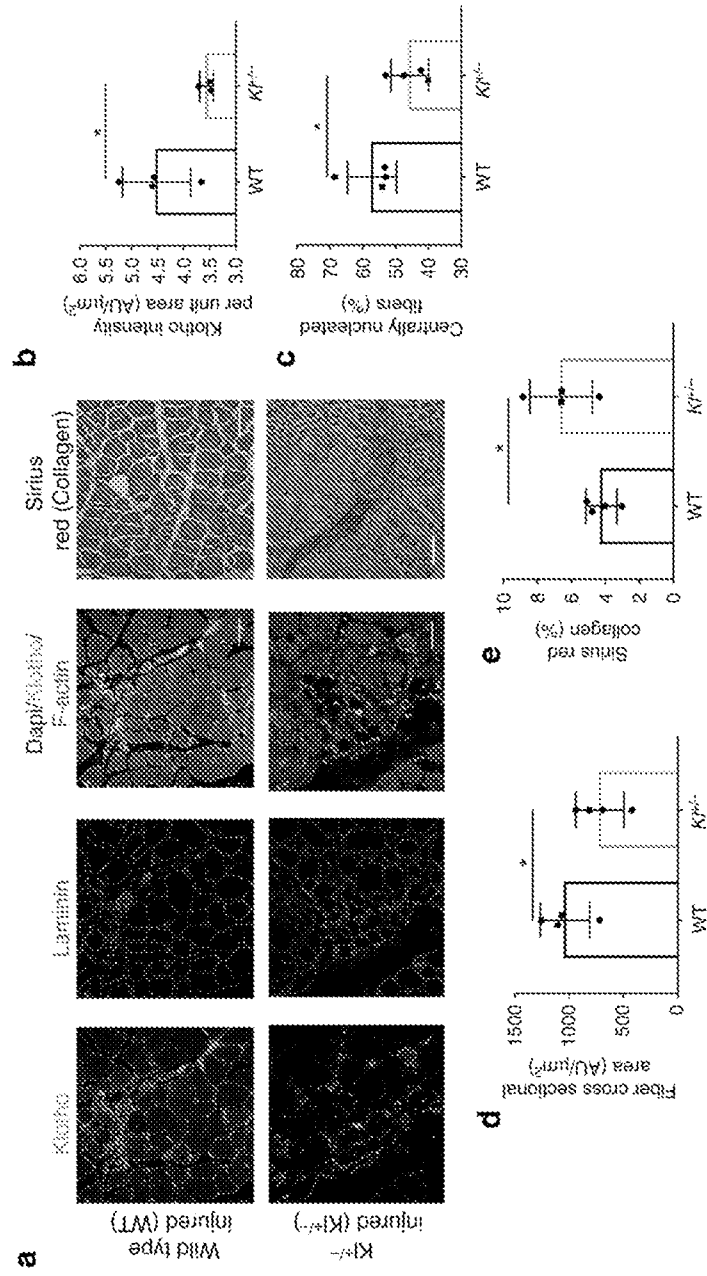 a
Klotho
Laminin
Dapi/Klotho/
F-actin
Sirius
red (Collagen)
Wild type
injured (WT)
Kl+/−
injured (Kl+/−)
b
Klotho intensity
per unit area (AU/μm²)
6.0
5.5
5.0
4.5
4.0
3.5
3.0
*
WT
Kl+/−
c
Centrally nucleated
fibers (%)
80
70
60
50
40
30
*
WT
Kl+/−
d
Fiber cross sectional
area (AU/μm²)
1500
1000
500
0
*
WT
Kl+/−
e
Sirius red
collagen (%)
10
8
6
4
2
0
*
WT
Kl+/−